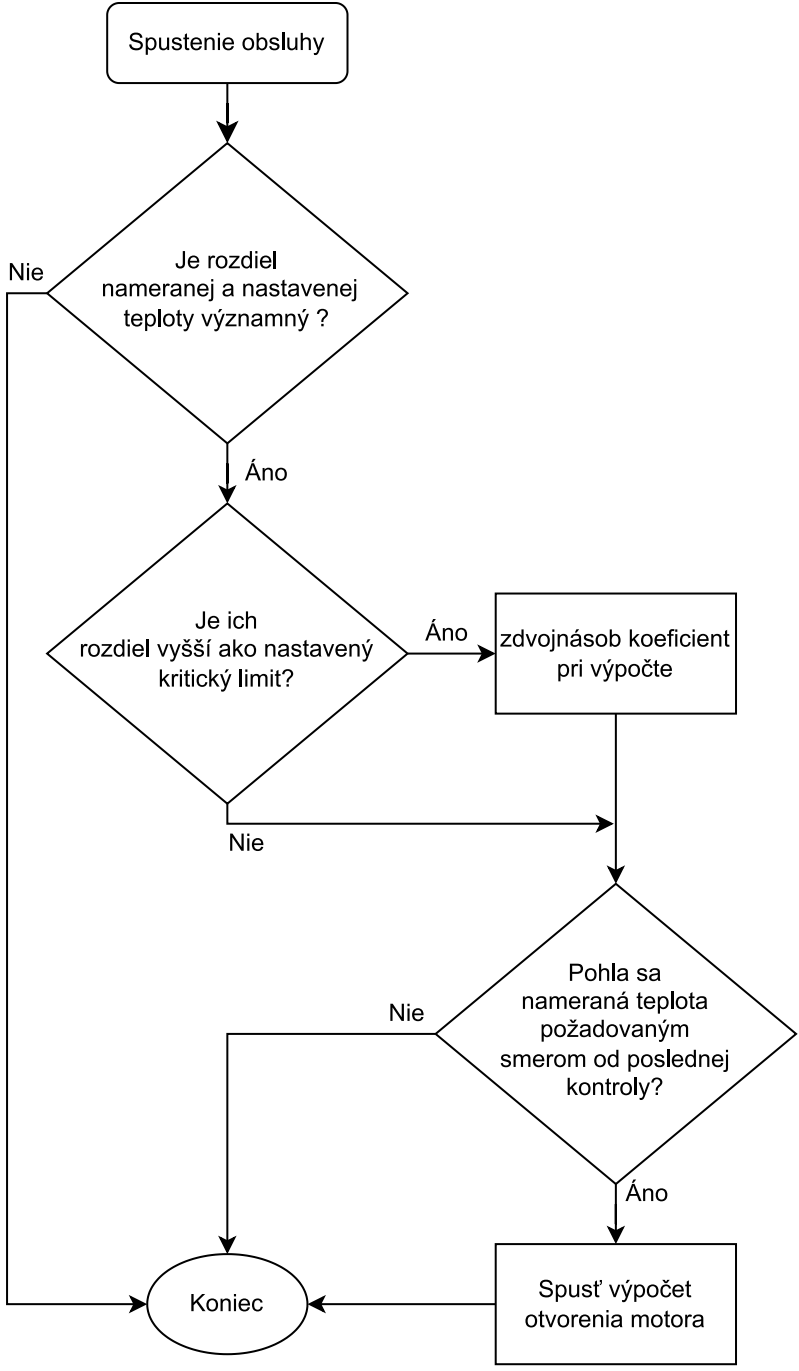 Spustenie obsluhy
Je rozdiel
nameranej a nastavenej
teploty významný ?
Nie
Áno
Je ich
rozdiel vyšší ako nastavený
kritický limit?
Áno
zdvojnásob koeficient
pri výpočte
Nie
Pohla sa
nameraná teplota
požadovaným
smerom od poslednej
kontroly?
Nie
Áno
Spusť výpočet
otvorenia motora
Koniec